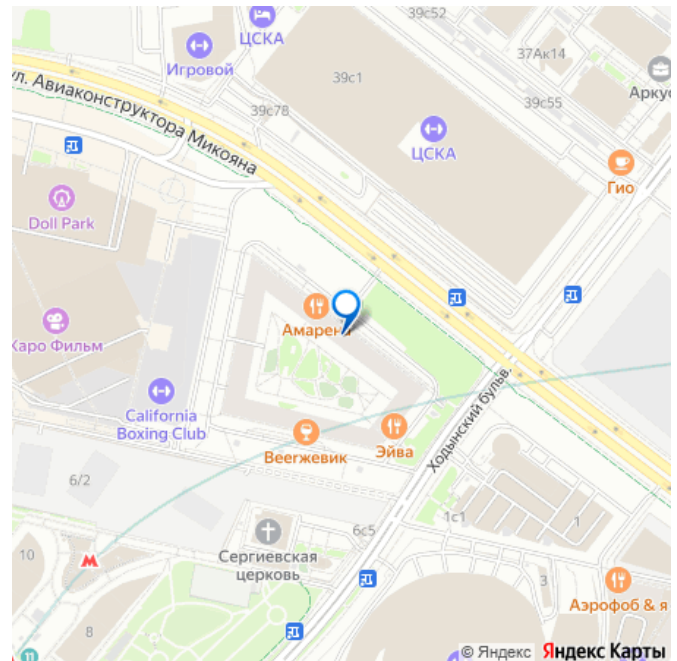 39с52
ЦСКА
Игровой
39с1
37Ак14
Аркус
39с78
39с55
ул. Авиаконструктора Микояна
ЦСКА
Гио
Doll Park
Амарена
Каро Фильм
California
Boxing Club
Веегжевик
Эйва
Ходынский бульв.
6/2
6с5
1с1
1
Сергиевская
церковь
10
М
3
8
Аэрофоб & я
11
© Яндекс Яндекс Карты